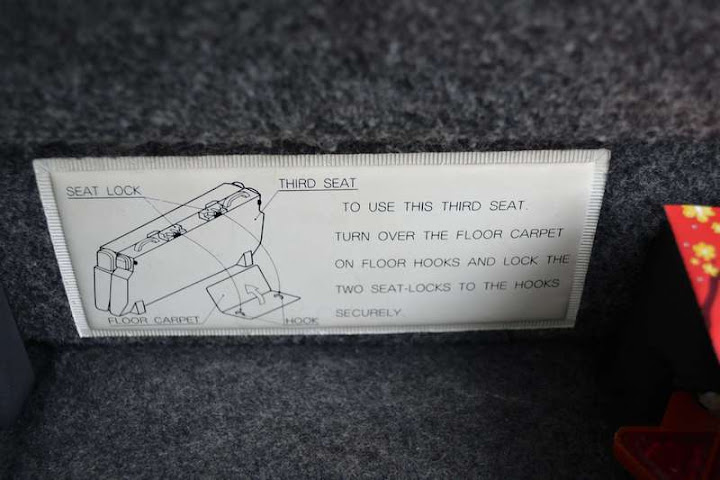 SEAT LOCK
THIRD SEAT
FLOOR CARPET
HOOK
TO USE THIS THIRD SEAT.
TURN OVER THE FLOOR CARPET
ON FLOOR HOOKS AND LOCK THE
TWO SEAT-LOCKS TO THE HOOKS
SECURELY.